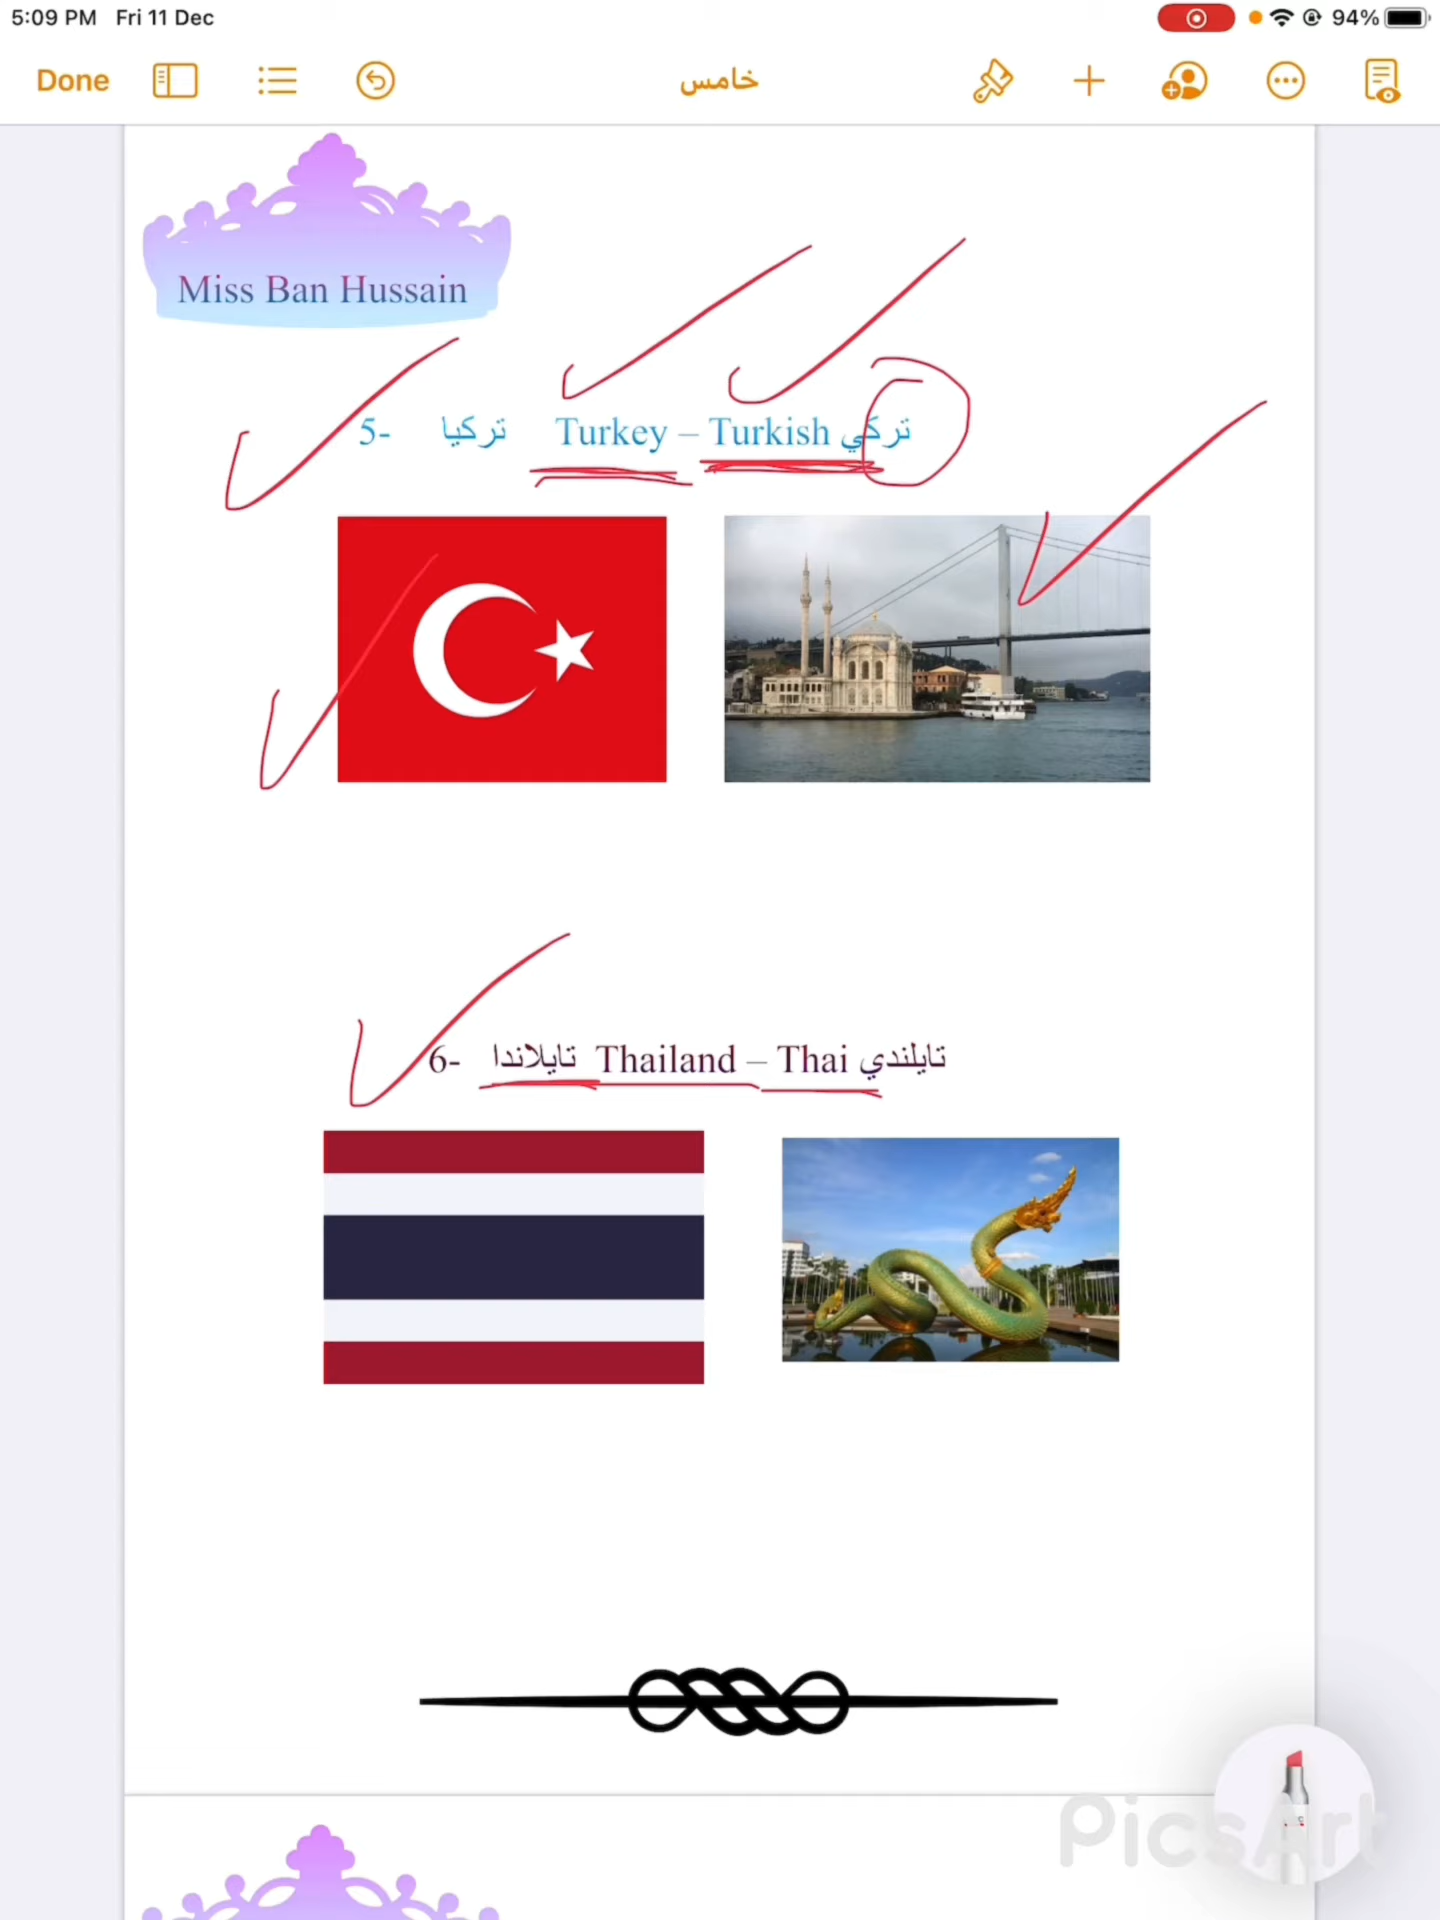 5:09 PM Fri 11 Dec 94%
Done خامس
Miss Ban Hussain
5- تركيا Turkey – Turkish تركي
6- تايلاندا Thailand – Thai تايلندي
PicsArt